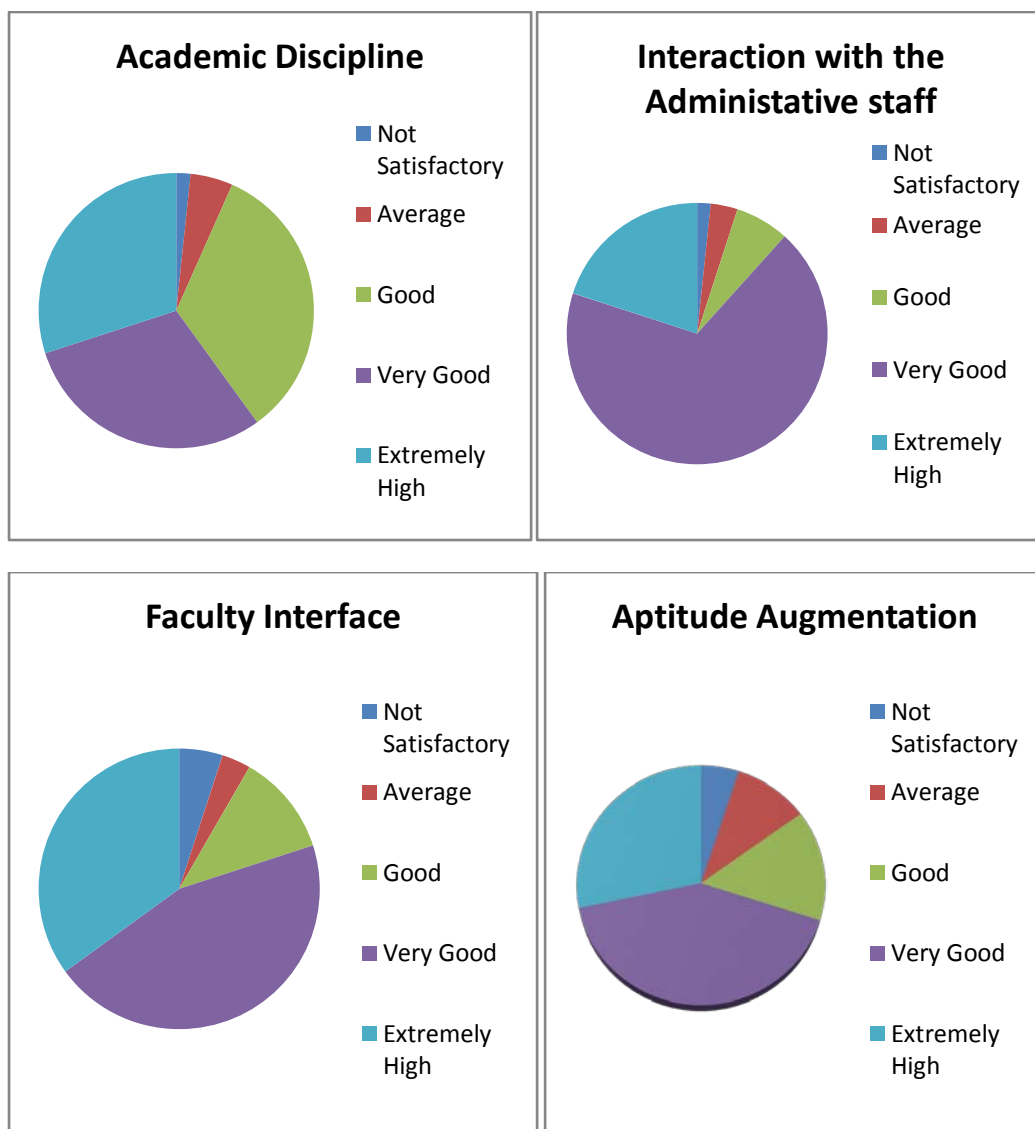 Academic Discipline
Not
Satisfactory
Average
Good
Very Good
Extremely
High
Interaction with the
Administative staff
Not
Satisfactory
Average
Good
Very Good
Extremely
High
Faculty Interface
Not
Satisfactory
Average
Good
Very Good
Extremely
High
Aptitude Augmentation
Not
Satisfactory
Average
Good
Very Good
Extremely
High